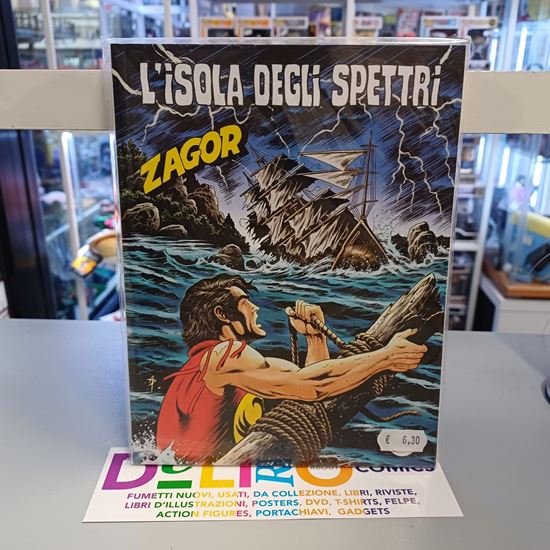 L'ISOLA DEGLI SPETTRI
ZAGOR
€ 6,30
ABOUT
COMICS
FUMETTI NUOVI, USATI, DA COLLEZIONE, LIBRI, RIVISTE,
LIBRI D'ILLUSTRAZIONI, POSTERS, DVD, T-SHIRTS, FELPE,
ACTION FIGURES, PORTACHIAVI, GADGETS